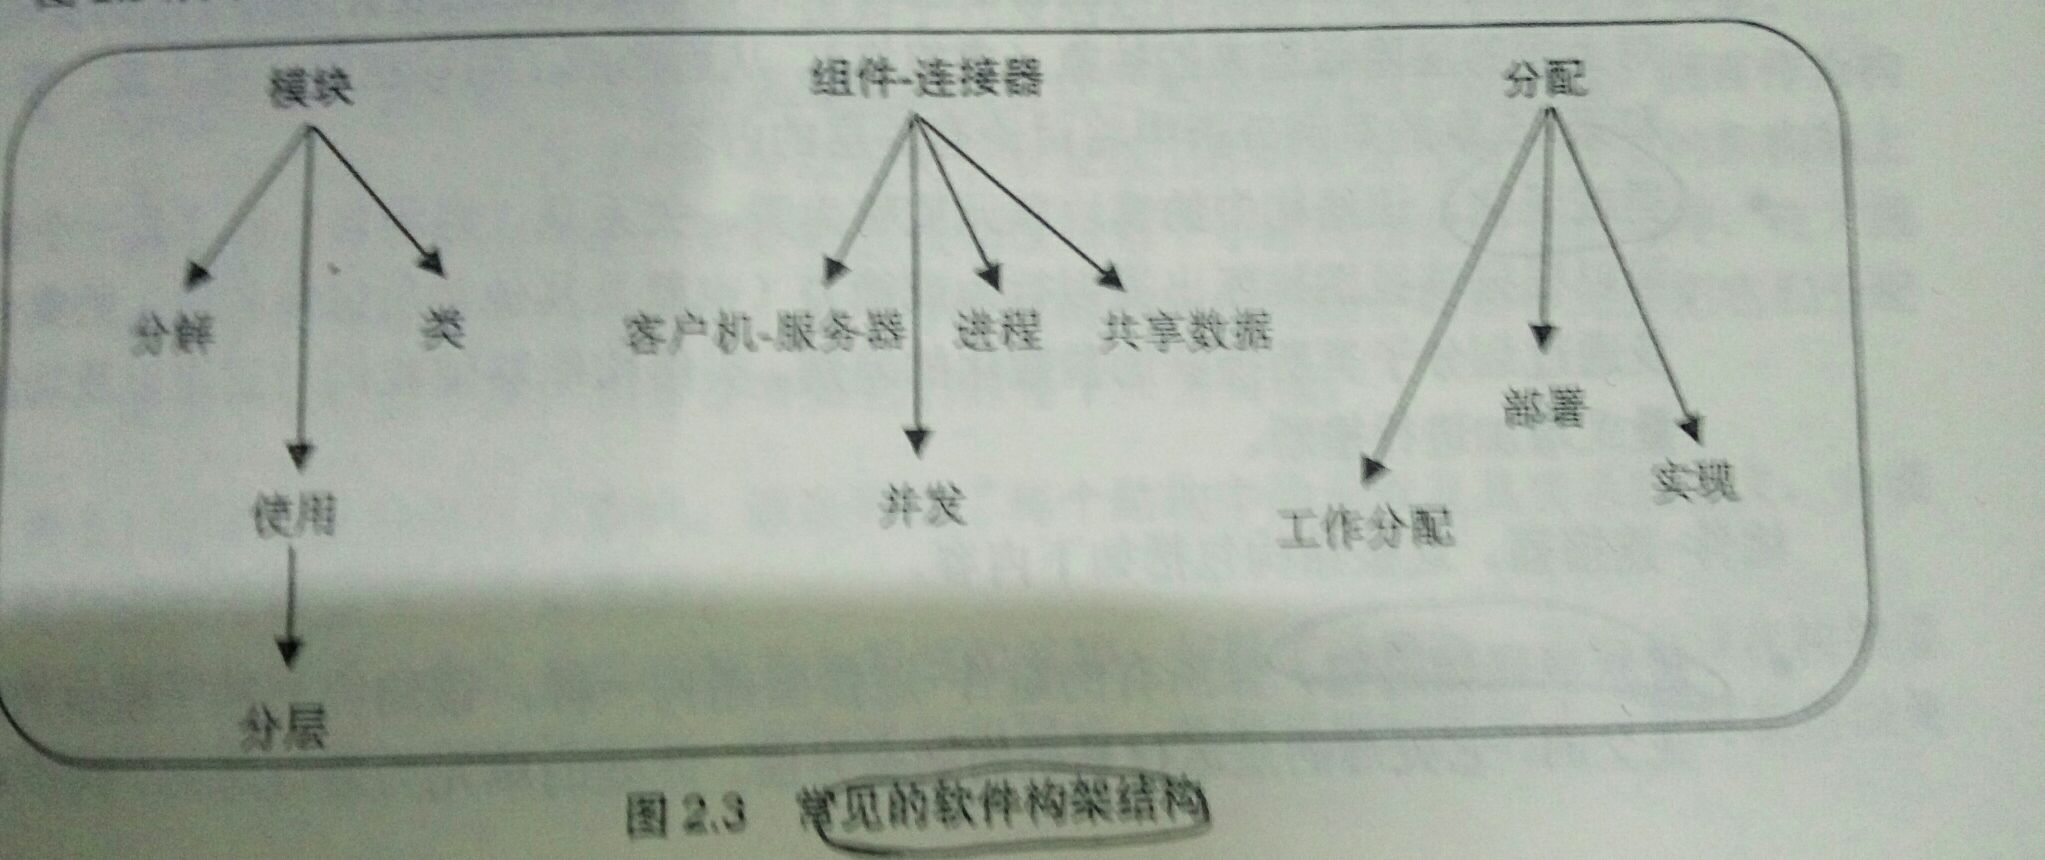 模块 组件-连接器 分配
分解 类 客户机-服务器 进程 共享数据
部署
使用 并发 工作分配 实现
分层
图 2.3 常见的软件构架结构